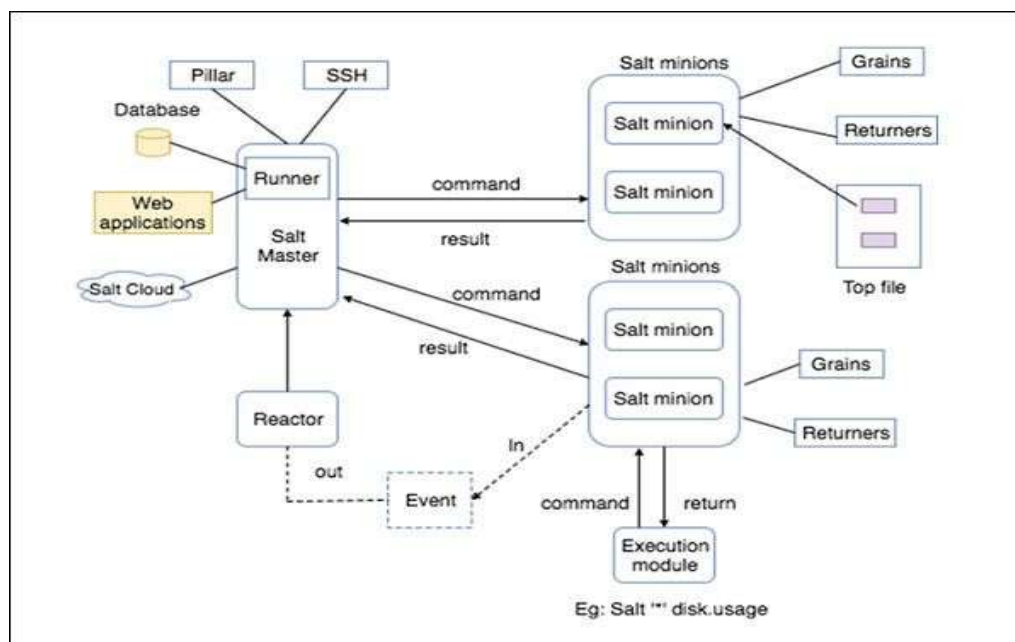 Pillar
SSH
Salt minions
Grains
Database
Salt minion
Returners
Runner
command
Web
applications
Salt minion
Salt
Master
result
Salt minions
Salt Cloud
command
Top file
Salt minion
result
Grains
Salt minion
Reactor
Returners
In
out
Event
command
return
Execution
module
Eg: Salt '*' disk.usage